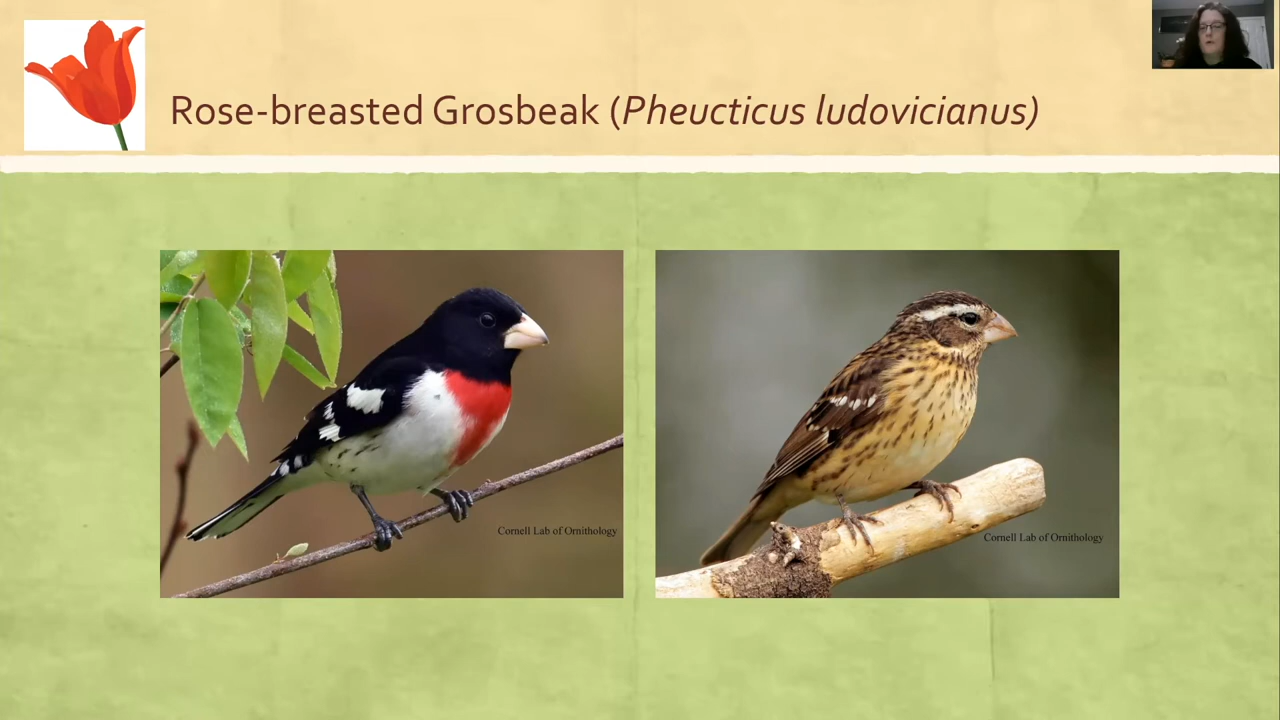 Rose-breasted Grosbeak (Pheucticus ludovicianus)
Cornell Lab of Ornithology
Cornell Lab of Ornithology